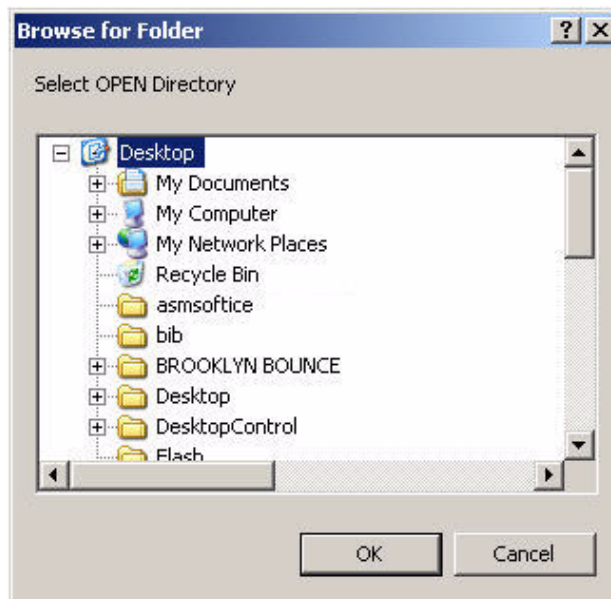 Browse for Folder
Select OPEN Directory
Desktop
My Documents
My Computer
My Network Places
Recycle Bin
asmsoftice
bib
BROOKLYN BOUNCE
Desktop
DesktopControl
Flash
OK Cancel